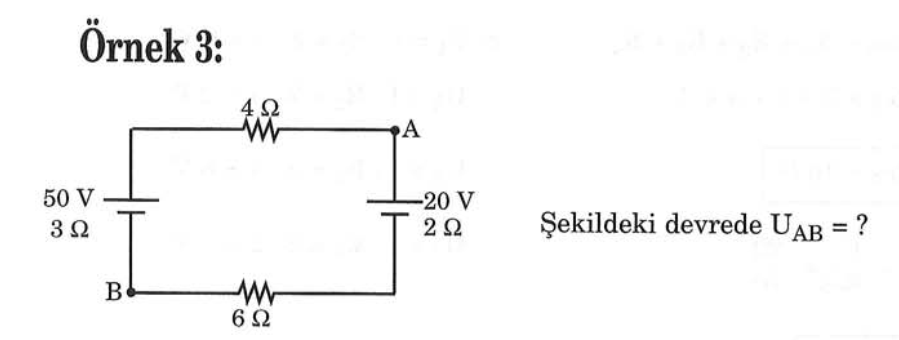 Örnek 3:
4 Ω
A
50 V
3 Ω
20 V
2 Ω
Şekildeki devrede U_AB = ?
B
6 Ω